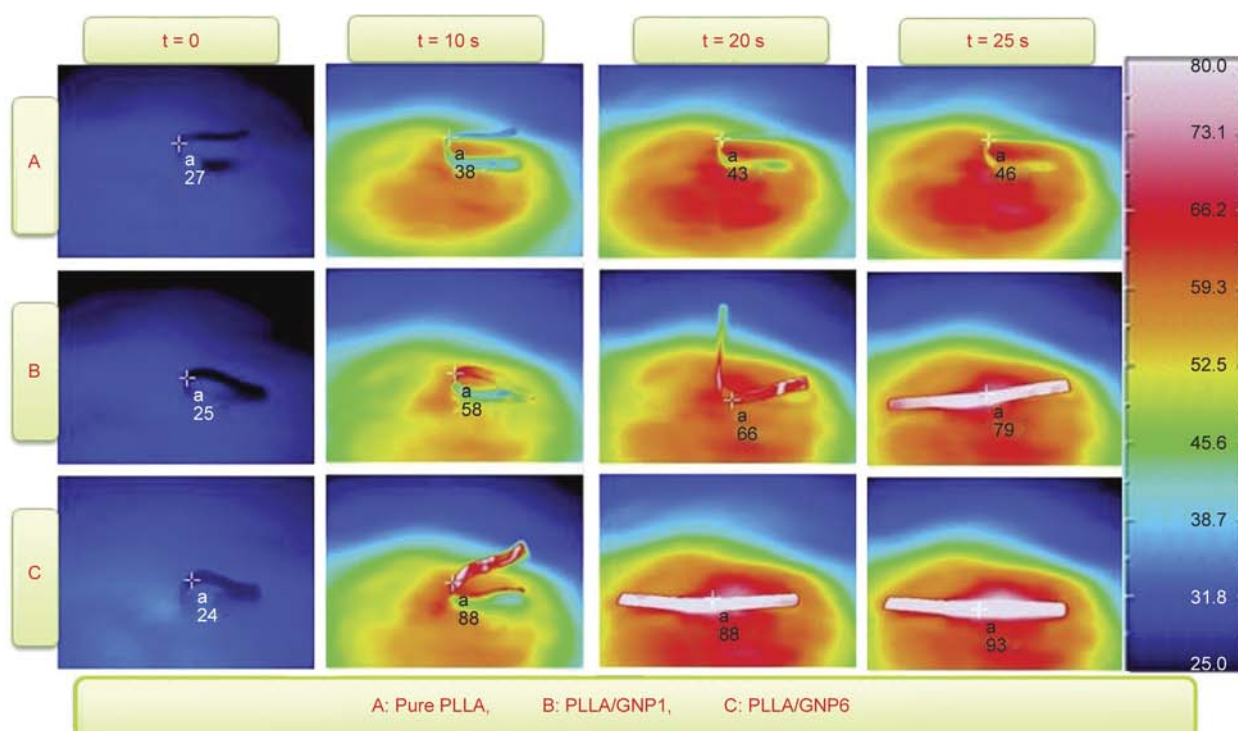 t = 0
t = 10 s
t = 20 s
t = 25 s
A
a
27
a
38
a
43
a
46
B
a
25
a
58
a
66
a
79
C
a
24
a
88
a
88
a
93
80.0
73.1
66.2
59.3
52.5
45.6
38.7
31.8
25.0
A: Pure PLLA, B: PLLA/GNP1, C: PLLA/GNP6